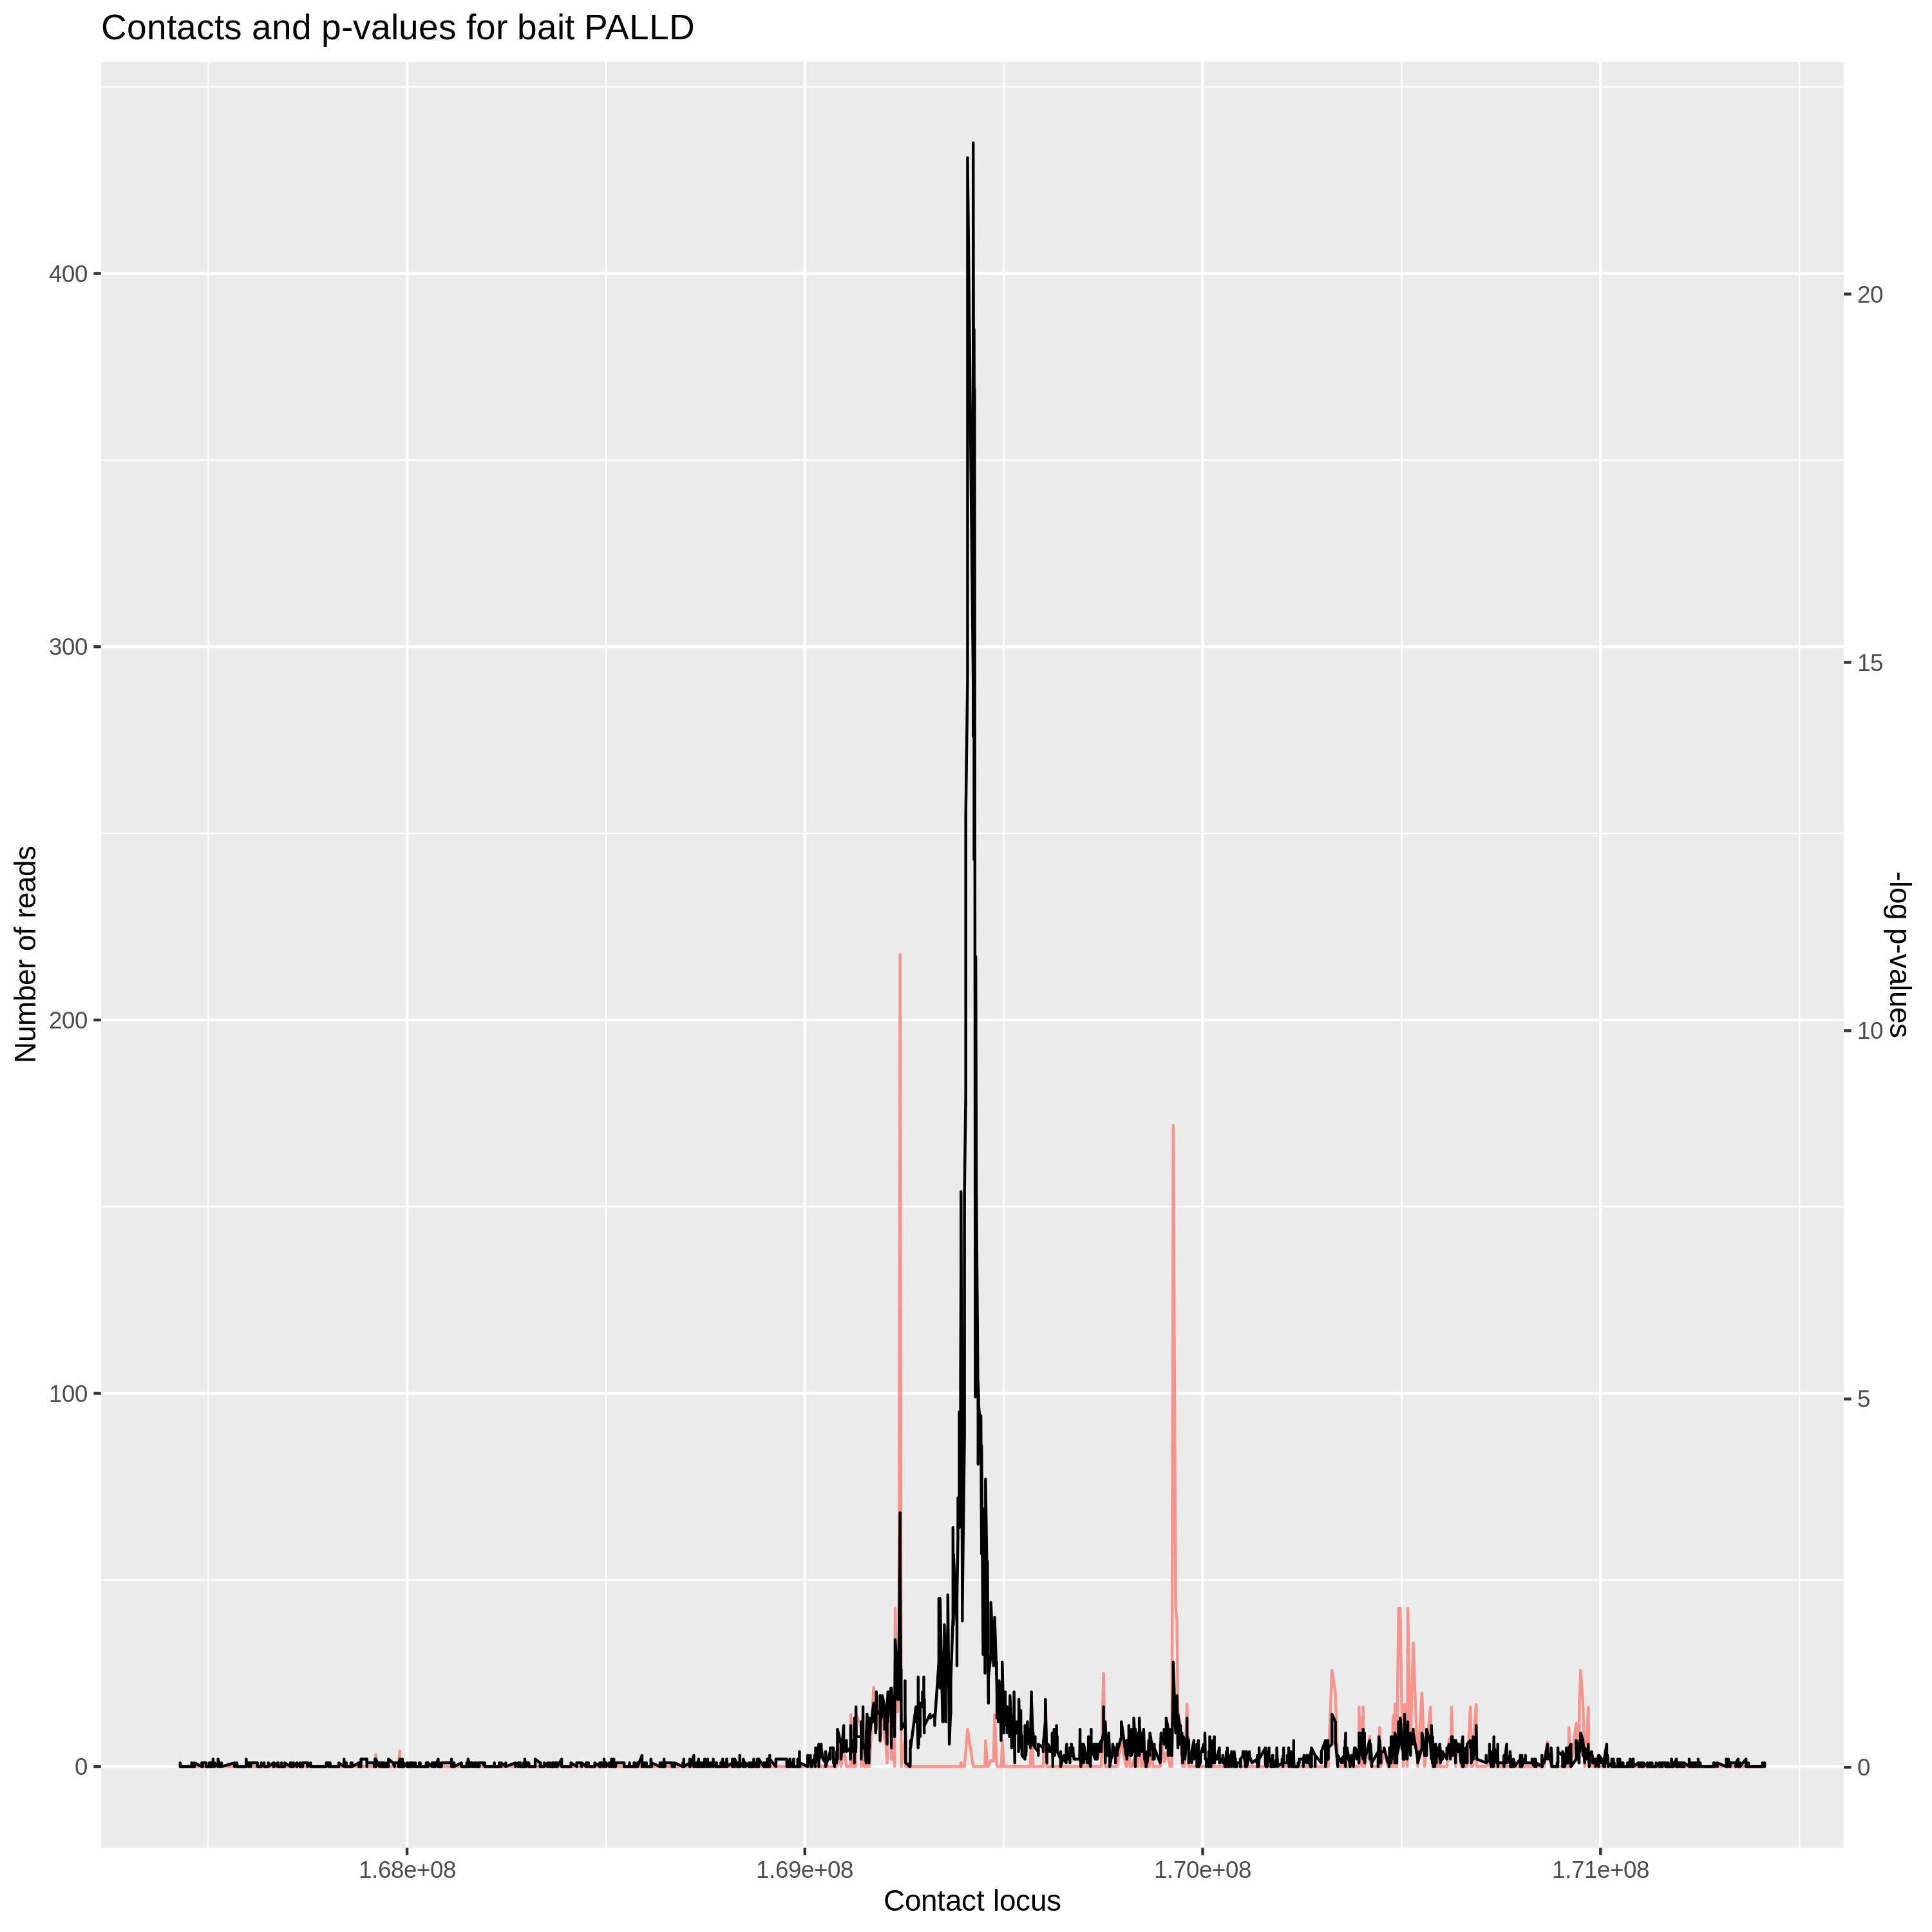 Contacts and p-values for bait PALLD
Number of reads
400
300
200
100
0
20
15
10
5
0
-log p-values
1.68e+08
1.69e+08
1.70e+08
1.71e+08
Contact locus